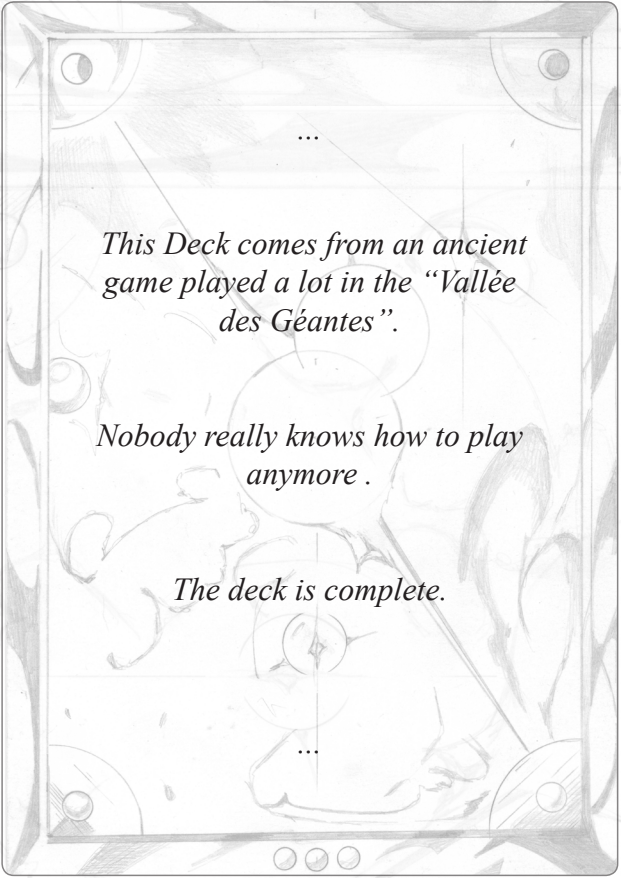 ...
This Deck comes from an ancient
game played a lot in the “Vallée
des Géantes”.
Nobody really knows how to play
anymore .
The deck is complete.
...